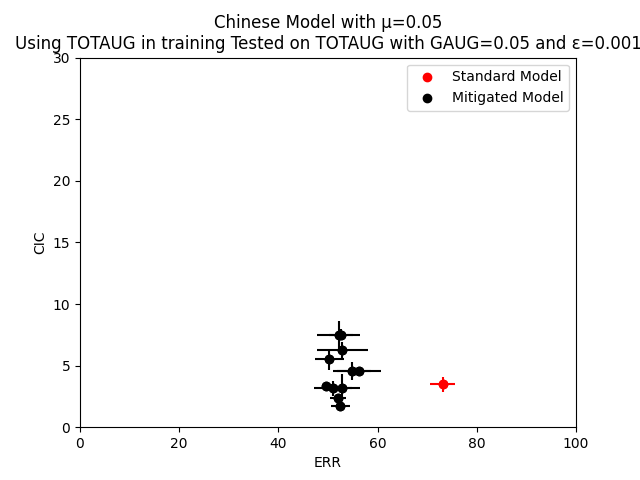 Chinese Model with μ=0.05
Using TOTAUG in training Tested on TOTAUG with GAUG=0.05 and ε=0.001
Standard Model
Mitigated Model
30
25
20
15
10
5
0
CIC
0 20 40 60 80 100
ERR